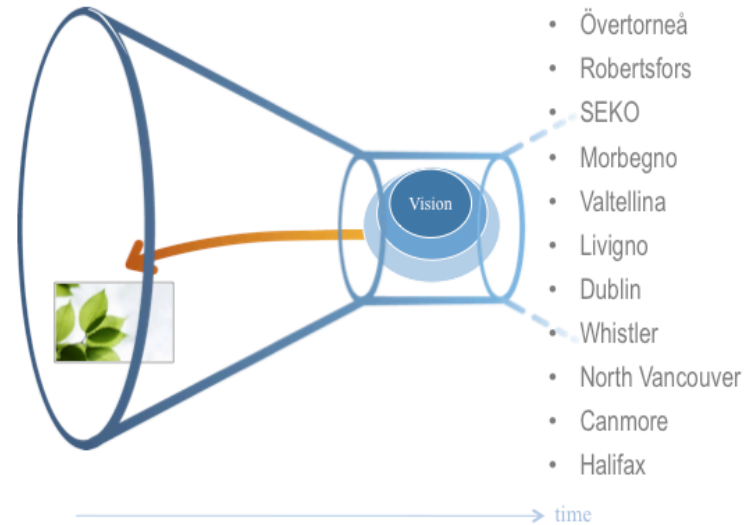 Övertorneå
Robertsfors
SEKO
Morbegno
Valtellina
Livigno
Dublin
Whistler
North Vancouver
Canmore
Halifax
Vision
time